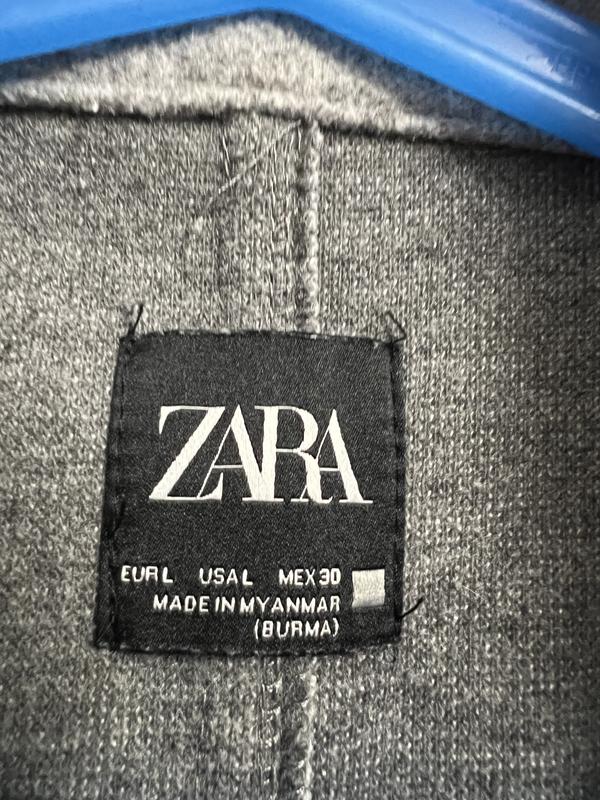 ZARA
EUR L USA L MEX 30
MADE IN MYANMAR
(BURMA)